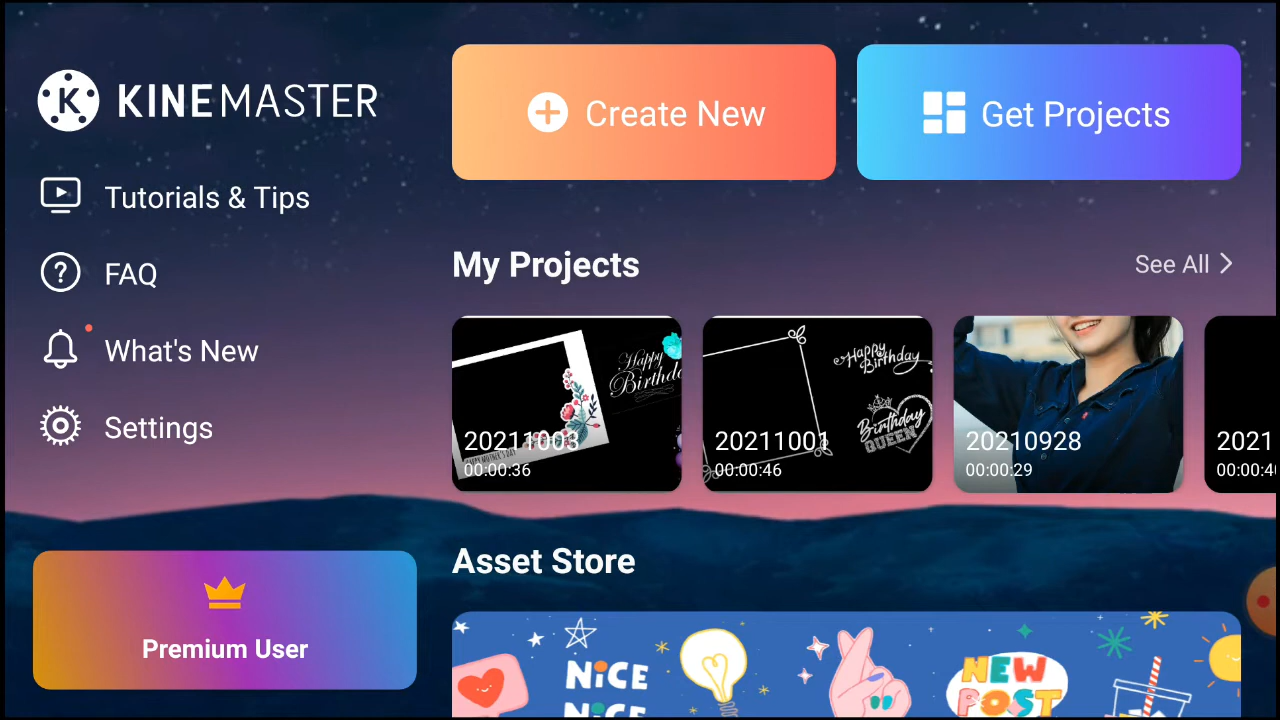 KINEMASTER
Tutorials & Tips
FAQ
What's New
Settings
Premium User
Create New
Get Projects
My Projects
See All
Happy
20211003
00:00:36
Happy
Birthday
Birthday
QUEEN
20211001
00:00:46
20210928
00:00:29
2021
Asset Store
NiCE
NEW
POST